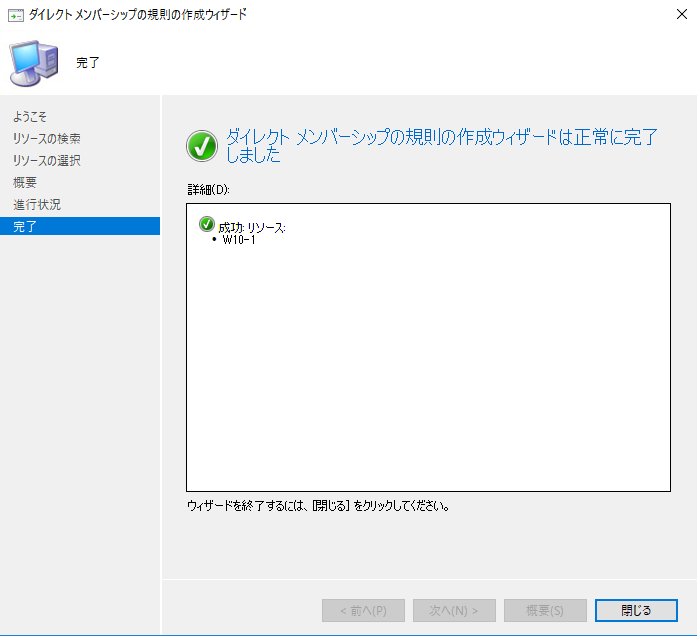 ダイレクト メンバーシップの規則の作成ウィザード
完了
ようこそ
リソースの検索
リソースの選択
概要
進行状況
完了
ダイレクト メンバーシップの規則の作成ウィザードは正常に完了
しました
詳細(D):
成功: リソース:
• W10-1
ウィザードを終了するには、[閉じる] をクリックしてください。
< 前へ(P)
次へ(N) >
概要(S)
閉じる